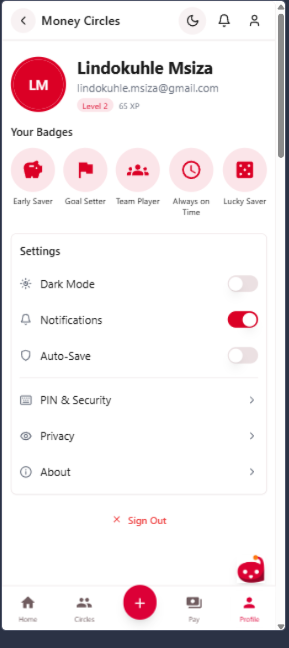 Money Circles
LM
Lindokuhle Msiza
lindokuhle.msiza@gmail.com
Level 2 65 XP
Your Badges
Early Saver Goal Setter Team Player Always on Time Lucky Saver
Settings
Dark Mode
Notifications
Auto-Save
PIN & Security
Privacy
About
Sign Out
Home Circles Pay Profile